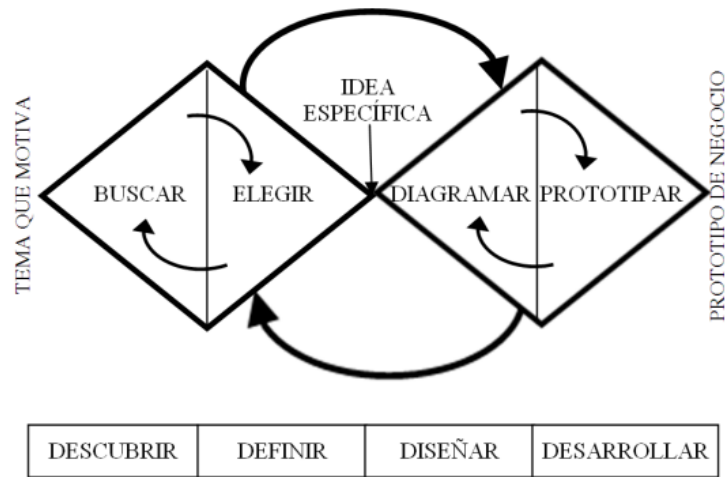 IDEA
ESPECÍFICA
TEMA QUE MOTIVA
BUSCAR
ELEGIR
DIAGRAMAR
PROTOTIPAR
PROTOTIPO DE NEGOCIO
DESCUBRIR
DEFINIR
DISEÑAR
DESARROLLAR